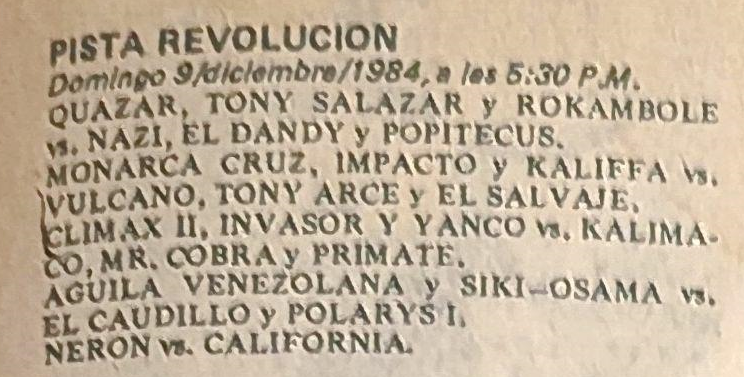 PISTA REVOLUCION
Domingo 9/diciembre/1984, a las 5:30 P.M.
QUAZAR, TONY SALAZAR y ROKAMBOLE
vs. NAZI, EL DANDY y POPITECUS.
MONARCA CRUZ, IMPACTO y KALIFFA vs.
VULCANO, TONY ARCE y EL SALVAJE.
CLIMAX II, INVASOR Y YANCO vs. KALIMA-
CO, MR. COBRA y PRIMATE.
AGUILA VENEZOLANA y SIKI-OSAMA vs.
EL CAUDILLO y POLARYS I.
NERON vs. CALIFORNIA.